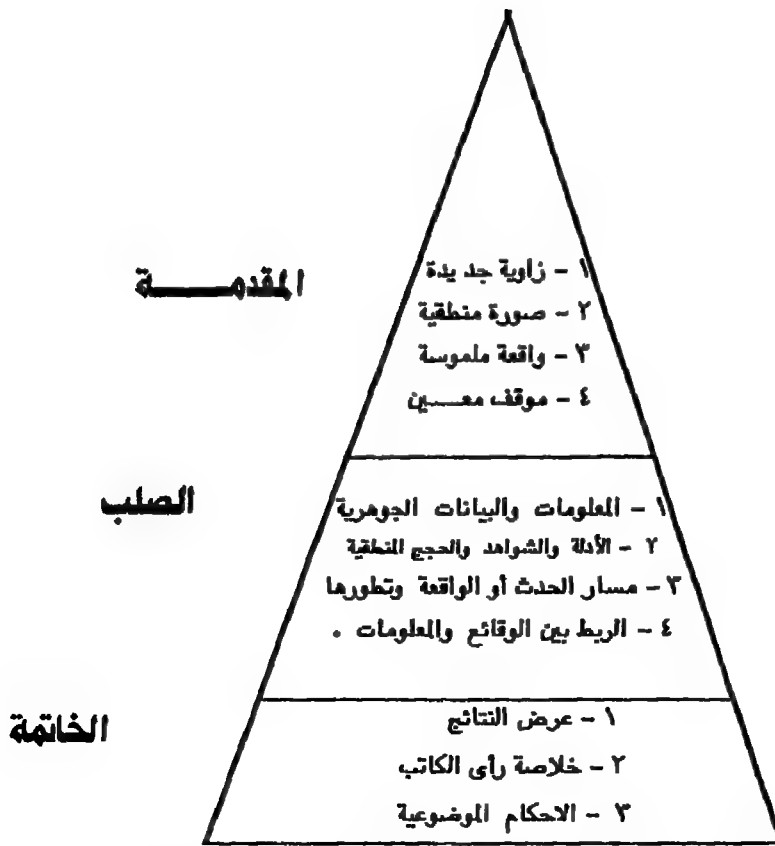 المقدمـــــــة
١ - زاوية جديدة
٢ - صورة منطقية
٣ - واقعة ملموسة
٤ - موقف معـــين
الصلب
١ - المعلومات والبيانات الجوهرية
٢ - الأدلة والشواهد والحجج المنطقية
٣ - مسار الحدث أو الواقعة وتطورها
٤ - الربط بين الوقائع والمعلومات .
الخاتمة
١ - عرض النتائج
٢ - خلاصة رأى الكاتب
٣ - الاحكام الموضوعية